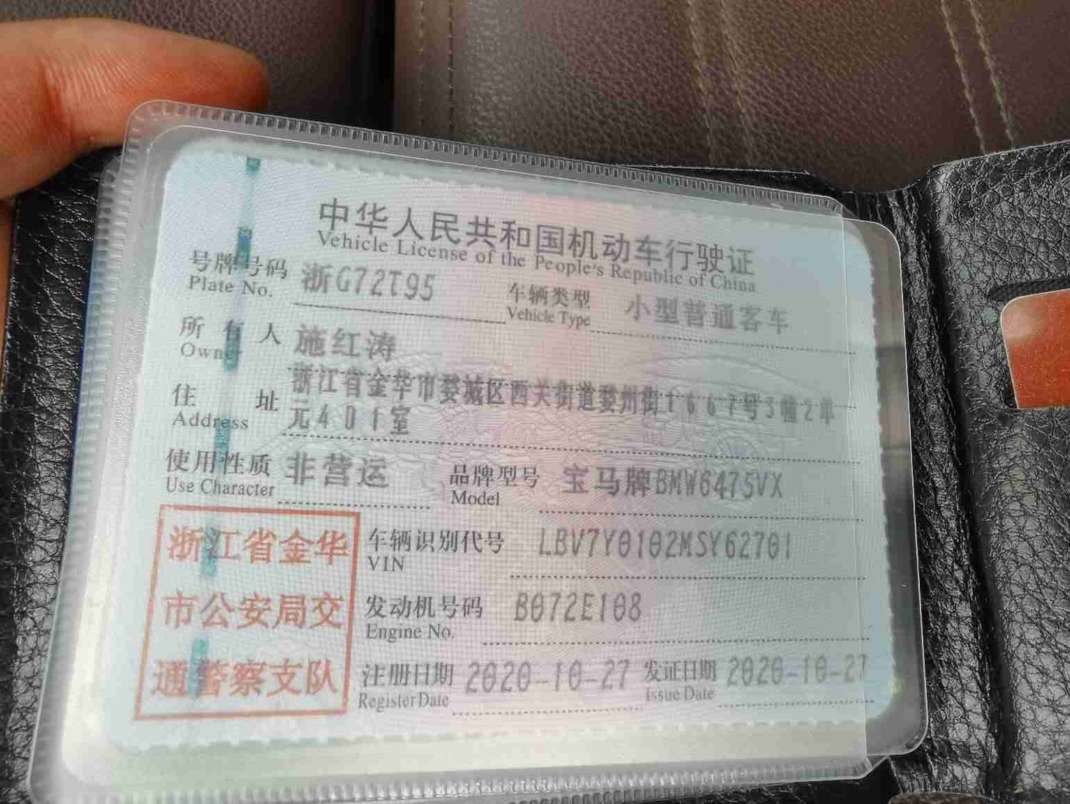 中华人民共和国机动车行驶证
Vehicle License of the People's Republic of China
号牌号码 浙G72T95 车辆类型 小型普通客车
Plate No. Vehicle Type
所有人 施红涛
Owner
住址 浙江省金华市婺城区西关街道婺州街1667号3幢2单
Address 元401室
使用性质 非营运 品牌型号 宝马牌BMW6475VX
Use Character Model
浙江省金华 车辆识别代号 LBV7Y0102MSY62701
VIN
市公安局交 发动机号码 B072E108
Engine No.
通警察支队 注册日期 2020-10-27 发证日期 2020-10-27
Register Date Issue Date